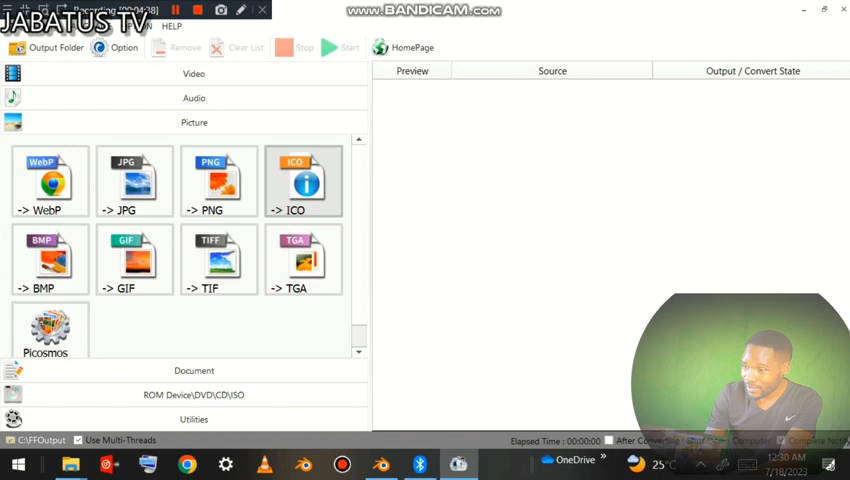 Recording [00:04:38]
www.BANDICAM.com
JABATUS TV
HELP
Output Folder
Option
Remove
Clear List
Stop
Start
HomePage
Video
Preview
Source
Output / Convert State
Audio
Picture
WebP
JPG
PNG
ICO
-> WebP
-> JPG
-> PNG
-> ICO
BMP
GIF
TIFF
TGA
-> BMP
-> GIF
-> TIF
-> TGA
Picosmos
Document
ROM Device\DVD\CD\ISO
Utilities
C:\FFOutput
Use Multi-Threads
Elapsed Time : 00:00:00
OneDrive
25°
12:30 AM
7/18/2023